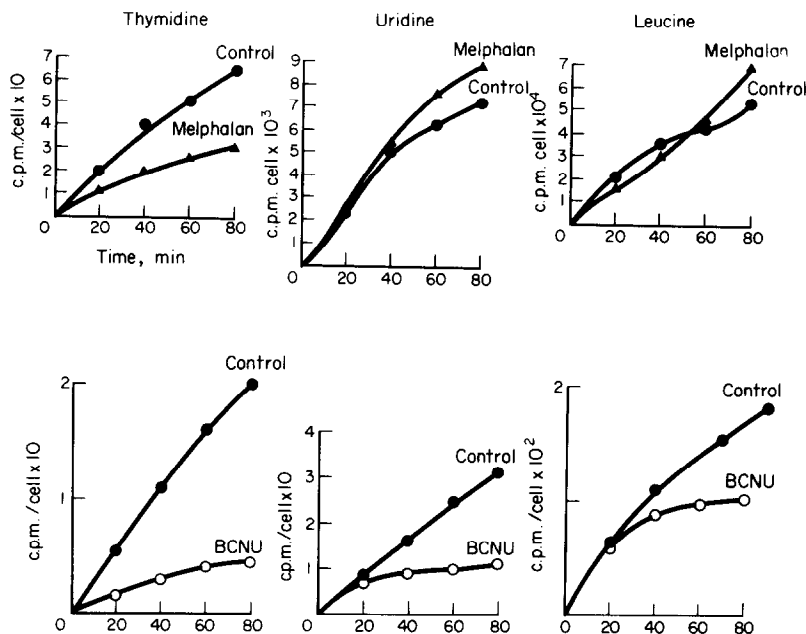 Thymidine
Uridine
Leucine
c.p.m./cell x 10
7
6
5
4
3
2
1
0
20 40 60 80
Time, min
Control
Melphalan
c.p.m. cell x 10³
9
8
7
6
5
4
3
2
1
0
20 40 60 80
Melphalan
Control
c.p.m. cell x10⁴
7
6
5
4
3
2
1
0
20 40 60 80
Melphalan
Control
c.p.m./cell x 10
2
1
0 20 40 60 80
Control
BCNU
c.p.m./cell x 10
4
3
2
1
0 20 40 60 80
Control
BCNU
c.p.m./cell x 10²
2
0 20 40 60 80
Control
BCNU